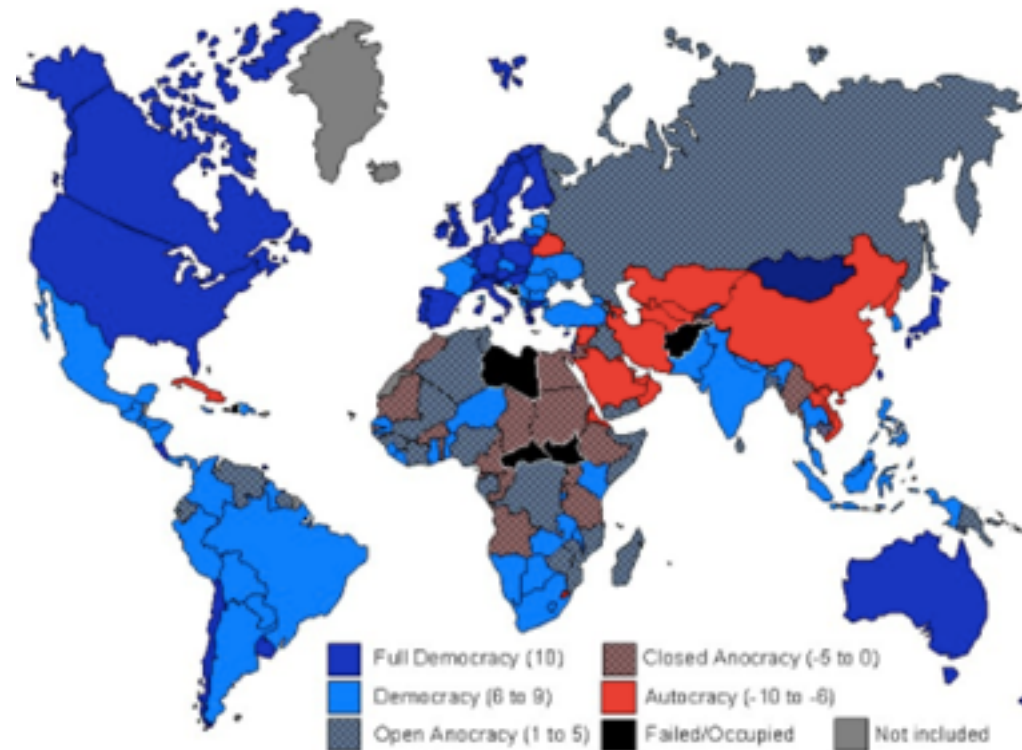 Full Democracy (10)
Democracy (6 to 9)
Open Anocracy (1 to 5)
Closed Anocracy (-5 to 0)
Autocracy (-10 to -6)
Failed/Occupied
Not included